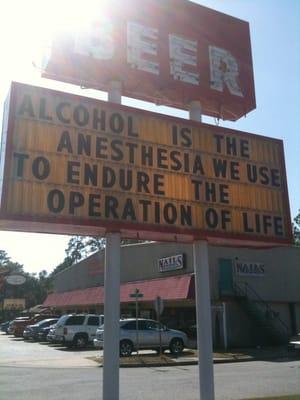 BEER
ALCOHOL IS THE
ANESTHESIA WE USE
TO ENDURE THE
OPERATION OF LIFE
NAILS
NAILS